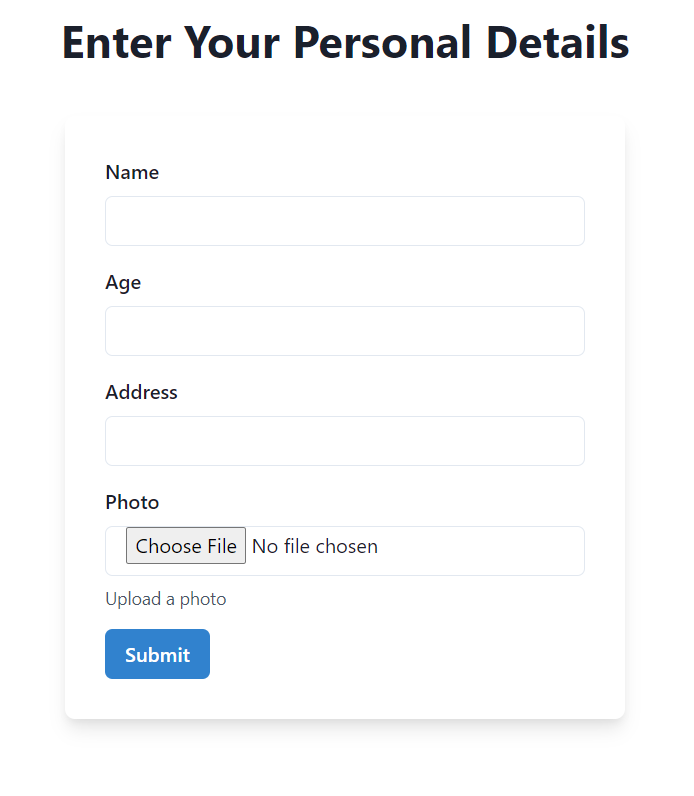 Enter Your Personal Details
Name
Age
Address
Photo
Choose File No file chosen
Upload a photo
Submit